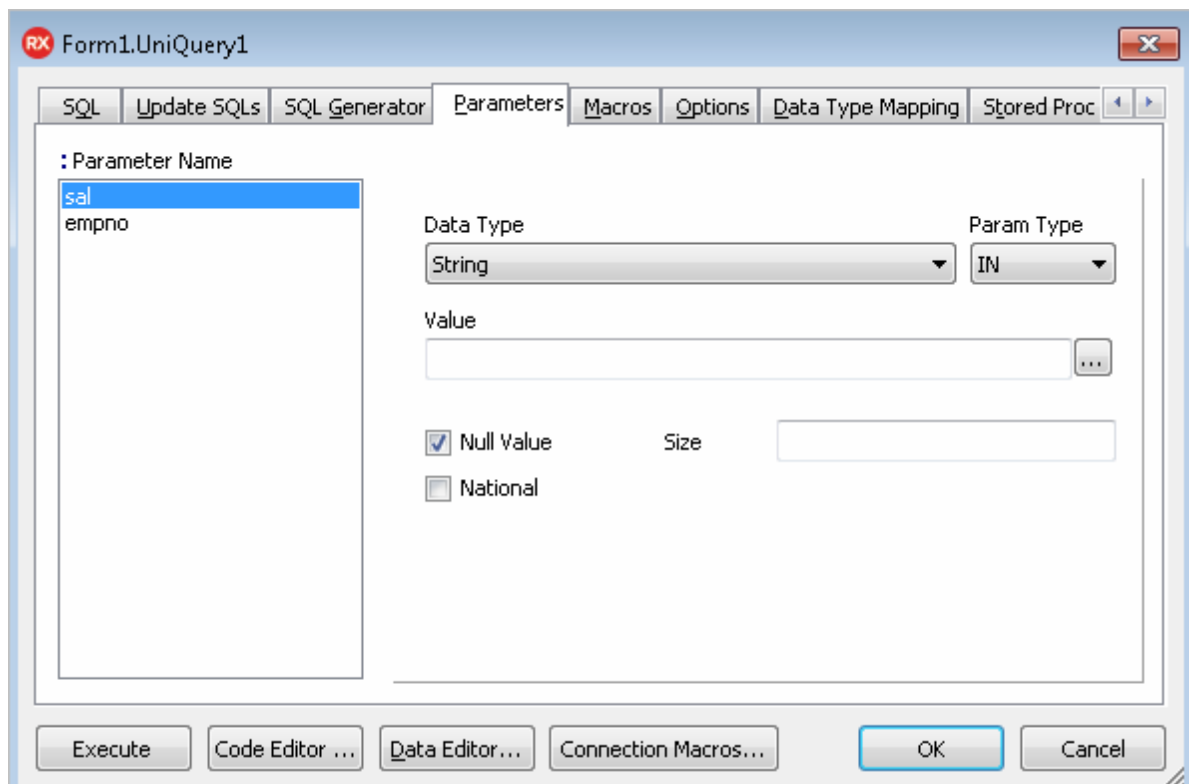 RX Form1.UniQuery1
SQL Update SQLs SQL Generator Parameters Macros Options Data Type Mapping Stored Proc
: Parameter Name
sal
empno
Data Type Param Type
String IN
Value
...
Null Value Size
National
Execute Code Editor ... Data Editor... Connection Macros... OK Cancel